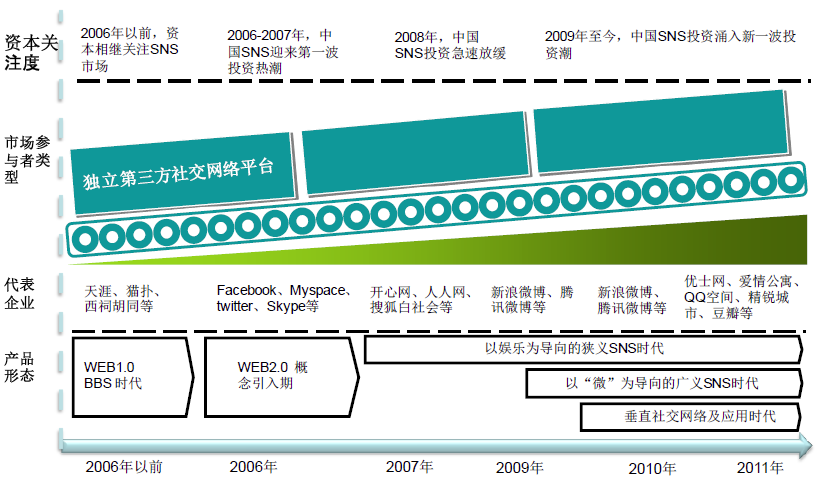 资本关
注度
2006年以前，资
本相继关注SNS
市场
2006-2007年，中
国SNS迎来第一波
投资热潮
2008年，中国
SNS投资急速放缓
2009年至今，中国SNS投资涌入新一波投
资潮
市场参
与者类
型
独立第三方社交网络平台
代表
企业
天涯、猫扑、
西祠胡同等
Facebook、Myspace、
twitter、Skype等
开心网、人人网、
搜狐白社会等
新浪微博、腾
讯微博等
新浪微博、
腾讯微博等
优士网、爱情公寓、
QQ空间、精锐城
市、豆瓣等
产品
形态
WEB1.0
BBS时代
WEB2.0 概
念引入期
以娱乐为导向的狭义SNS时代
以“微”为导向的广义SNS时代
垂直社交网络及应用时代
2006年以前
2006年
2007年
2009年
2010年
2011年